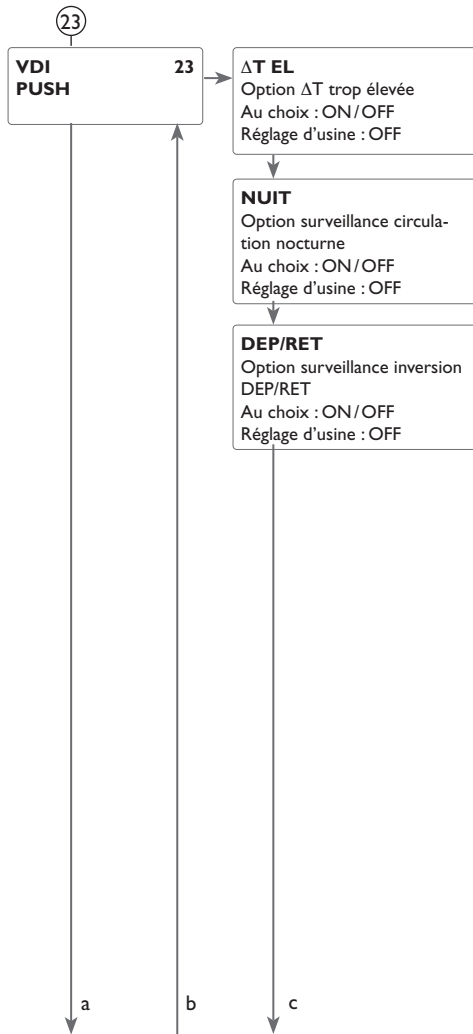 23
VDI 23
PUSH
ΔT EL
Option ΔT trop élevée
Au choix : ON / OFF
Réglage d'usine : OFF
NUIT
Option surveillance circula-
tion nocturne
Au choix : ON / OFF
Réglage d'usine : OFF
DEP/RET
Option surveillance inversion
DEP/RET
Au choix : ON / OFF
Réglage d'usine : OFF
a b c